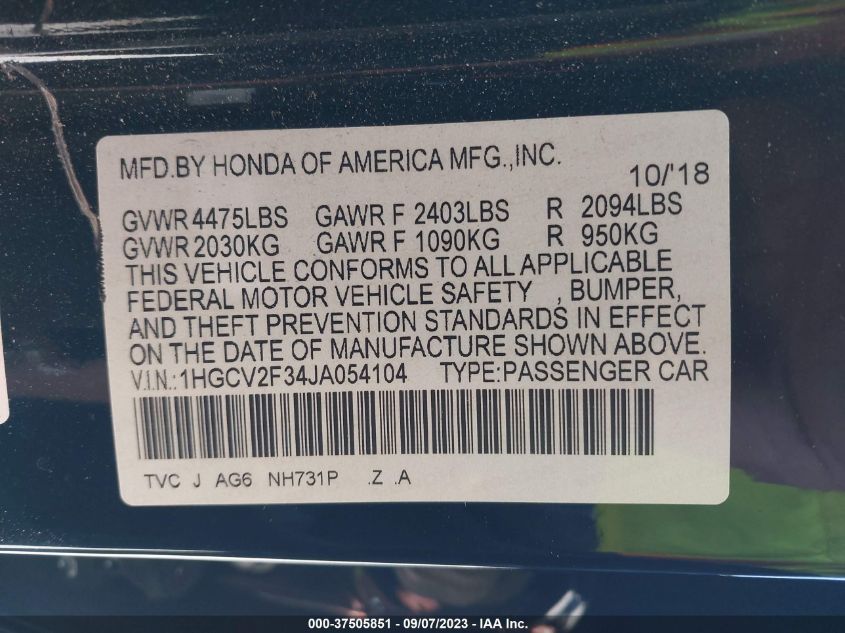 MFD.BY HONDA OF AMERICA MFG.,INC.
10/'18
GVWR 4475LBS GAWR F 2403LBS R 2094LBS
GVWR 2030KG GAWR F 1090KG R 950KG
THIS VEHICLE CONFORMS TO ALL APPLICABLE
FEDERAL MOTOR VEHICLE SAFETY , BUMPER,
AND THEFT PREVENTION STANDARDS IN EFFECT
ON THE DATE OF MANUFACTURE SHOWN ABOVE.
V.I.N.:1HGCV2F34JA054104 TYPE:PASSENGER CAR
TVC J AG6 NH731P .Z .A
000-37505851 / 09/07/2023 - IAA Inc.